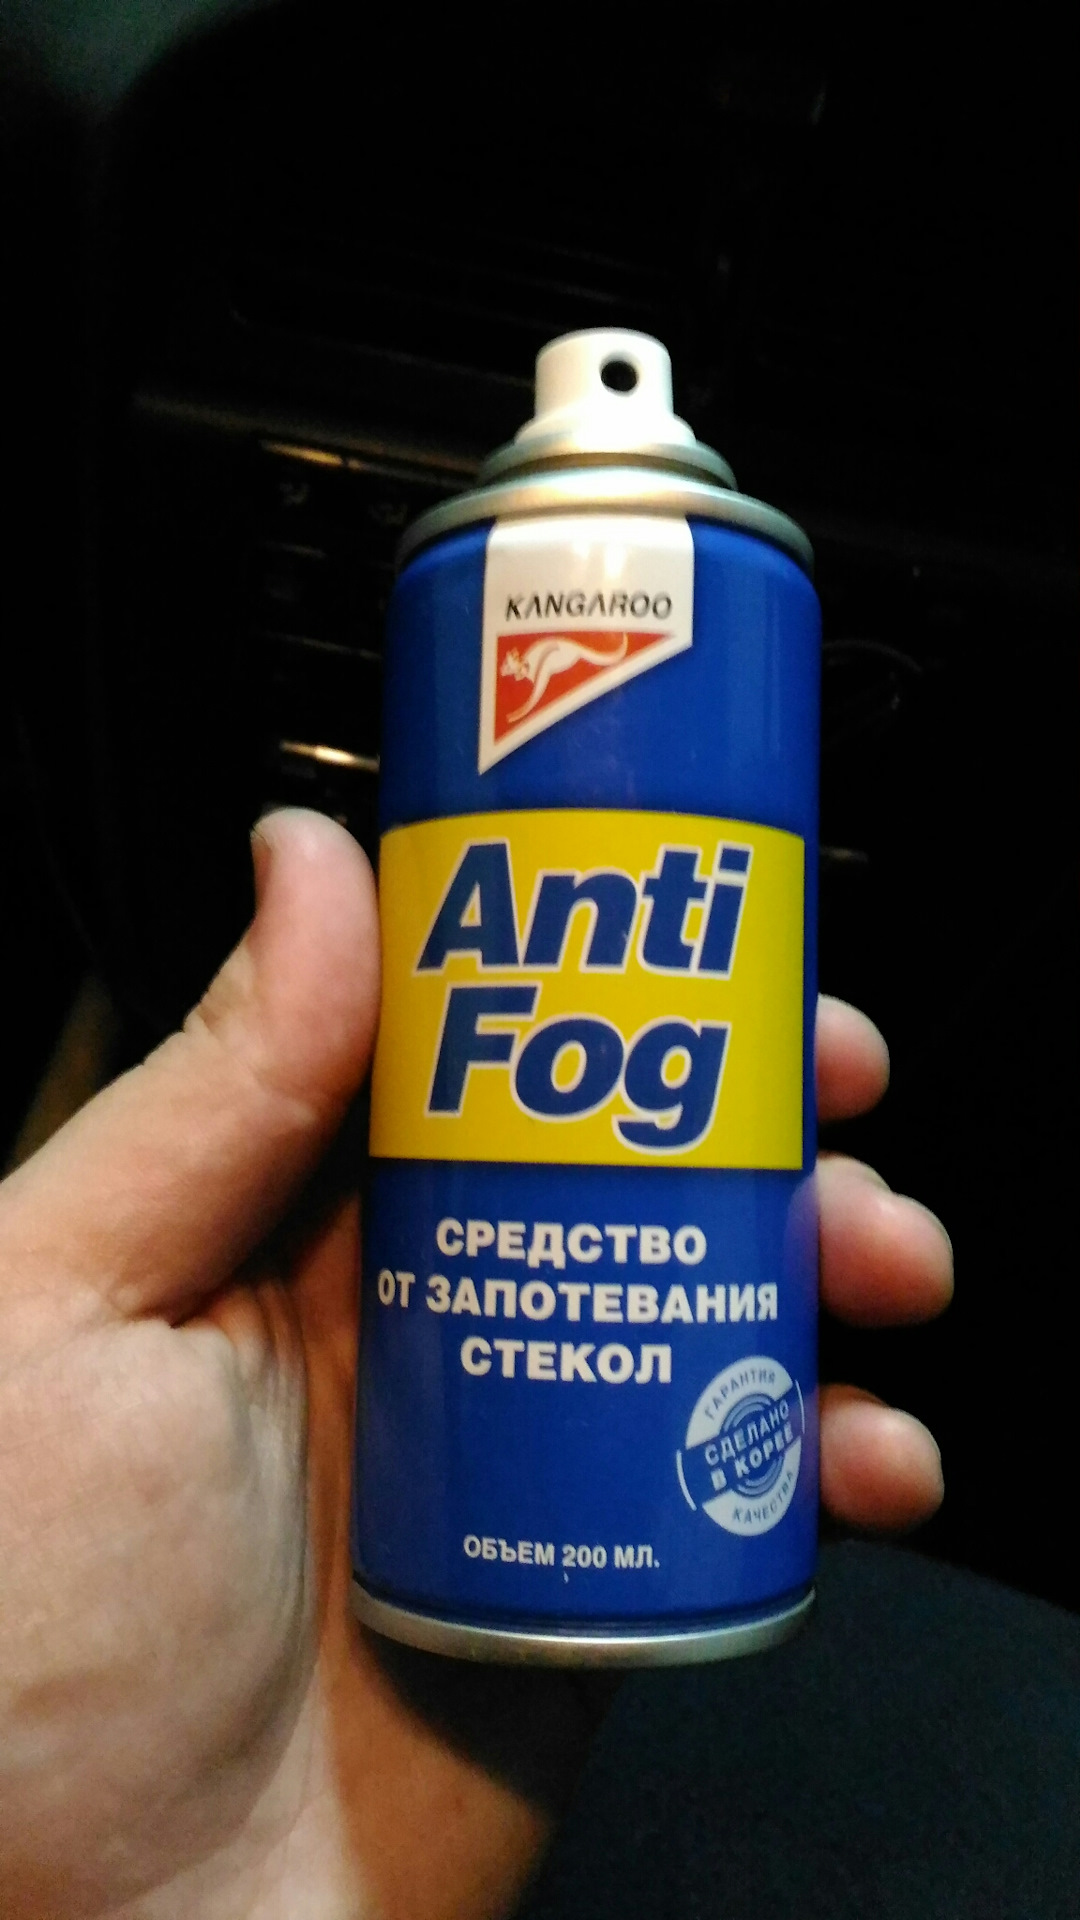 KANGAROO
Anti
Fog
СРЕДСТВО
ОТ ЗАПОТЕВАНИЯ
СТЕКОЛ
ГАРАНТИЯ
СДЕЛАНО
В КОРЕЕ
КАЧЕСТВА
ОБЪЕМ 200 МЛ.